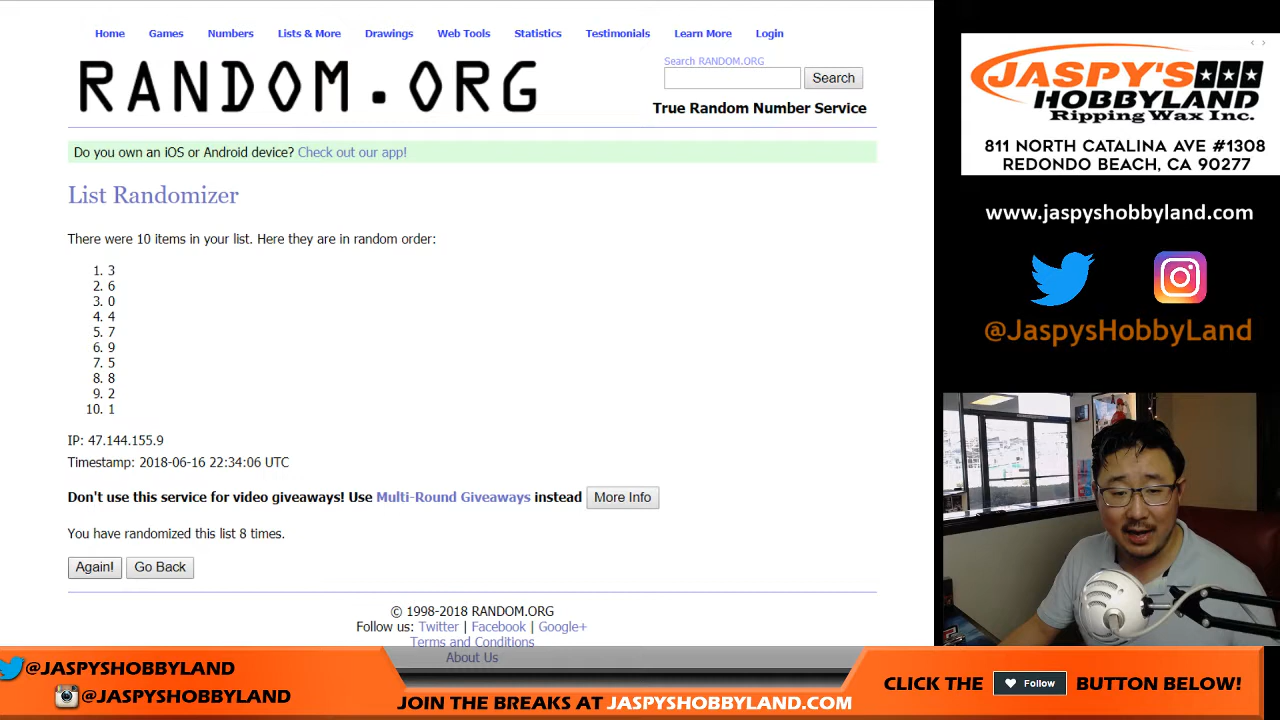 Home Games Numbers Lists & More Drawings Web Tools Statistics Testimonials Learn More Login
RANDOM.ORG
Search RANDOM.ORG
Search
True Random Number Service
Do you own an iOS or Android device? Check out our app!
List Randomizer
There were 10 items in your list. Here they are in random order:
1. 3
2. 6
3. 0
4. 4
5. 7
6. 9
7. 5
8. 8
9. 2
10. 1
IP: 47.144.155.9
Timestamp: 2018-06-16 22:34:06 UTC
Don't use this service for video giveaways! Use Multi-Round Giveaways instead More Info
You have randomized this list 8 times.
Again! Go Back
© 1998-2018 RANDOM.ORG
Follow us: Twitter | Facebook | Google+
Terms and Conditions
About Us
JASPY'S
HOBBYLAND
Ripping Wax Inc.
811 NORTH CATALINA AVE #1308
REDONDO BEACH, CA 90277
www.jaspyshobbyland.com
@JaspysHobbyLand
@JASPYSHOBBYLAND
@JASPYSHOBBYLAND
JOIN THE BREAKS AT JASPYSHOBBYLAND.COM
CLICK THE Follow BUTTON BELOW!